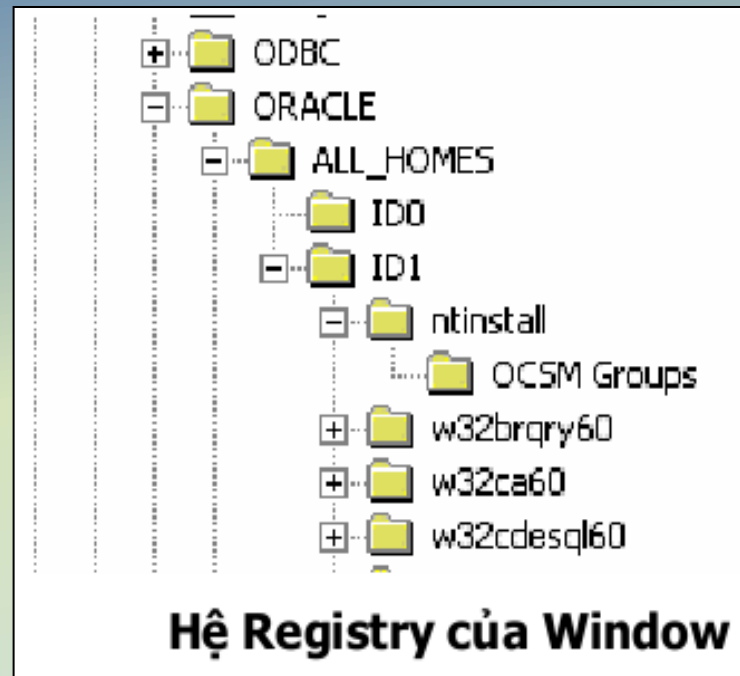 ODBC
ORACLE
ALL_HOMES
ID0
ID1
ntinstall
OCSM Groups
w32brqry60
w32ca60
w32cdesql60
Hệ Registry của Window